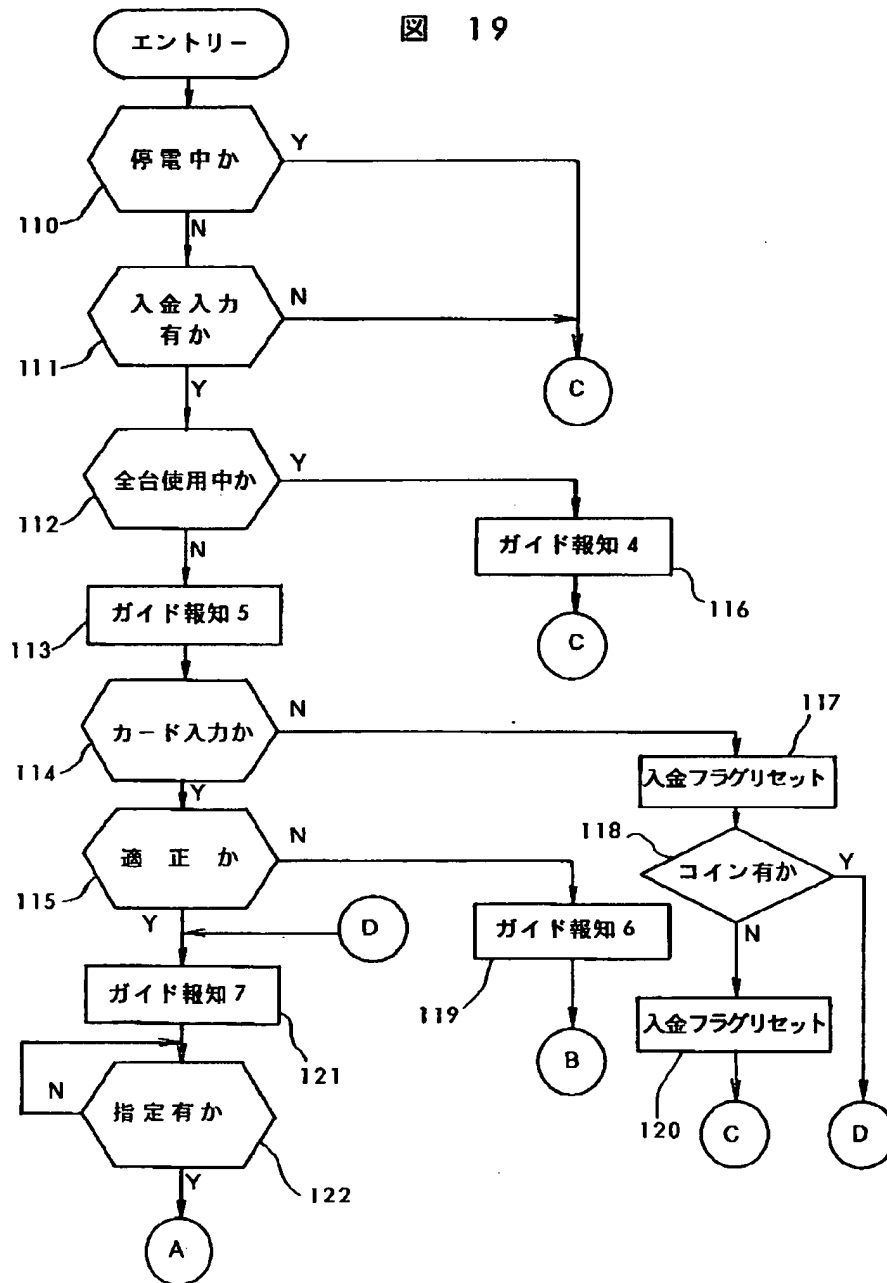 図 19
エントリー
停電中か
Y
110
N
入金入力
有か
N
111
Y
C
全台使用中か
Y
112
N
ガイド報知4
116
ガイド報知5
113
C
カード入力か
N
117
114
Y
入金フラグリセット
118
適正か
N
コイン有か
Y
115
Y
D
ガイド報知6
N
ガイド報知7
119
入金フラグリセット
121
B
N
指定有か
120
C
D
122
Y
A